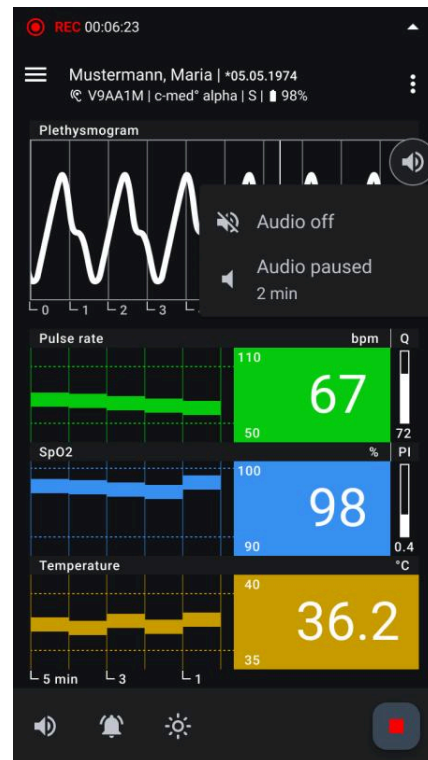 REC 00:06:23
Mustermann, Maria | *05.05.1974
V9AA1M | c-med° alpha | S | 98%
Plethysmogram
Audio off
Audio paused
2 min
0 1 2 3
Pulse rate bpm Q
110
67
50 72
SpO2 % PI
100
98
90 0.4
Temperature °C
40
36.2
35
5 min 3 1